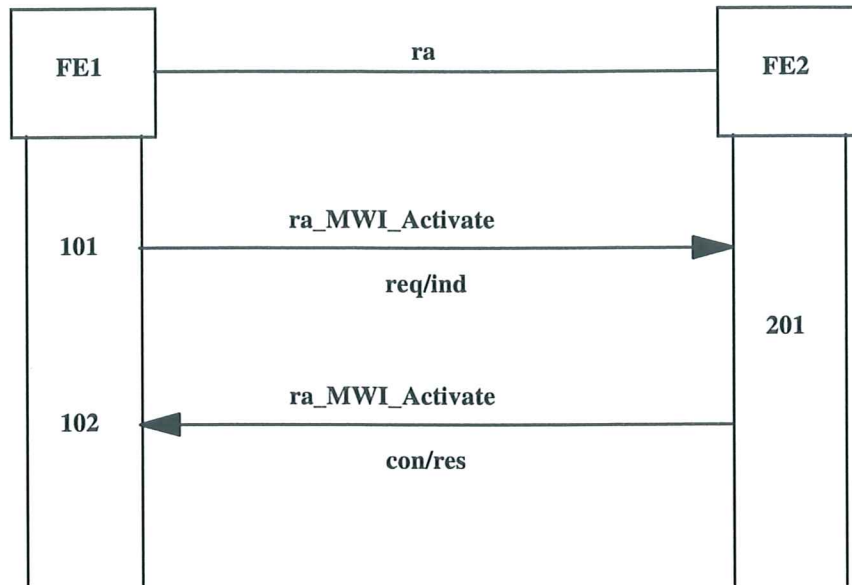 FE1
ra
FE2
ra_MWI_Activate
101
req/ind
201
ra_MWI_Activate
102
con/res